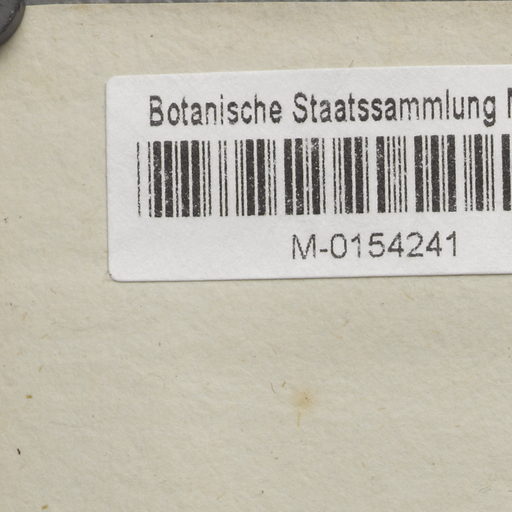 Botanische Staatssammlung
M-0154241